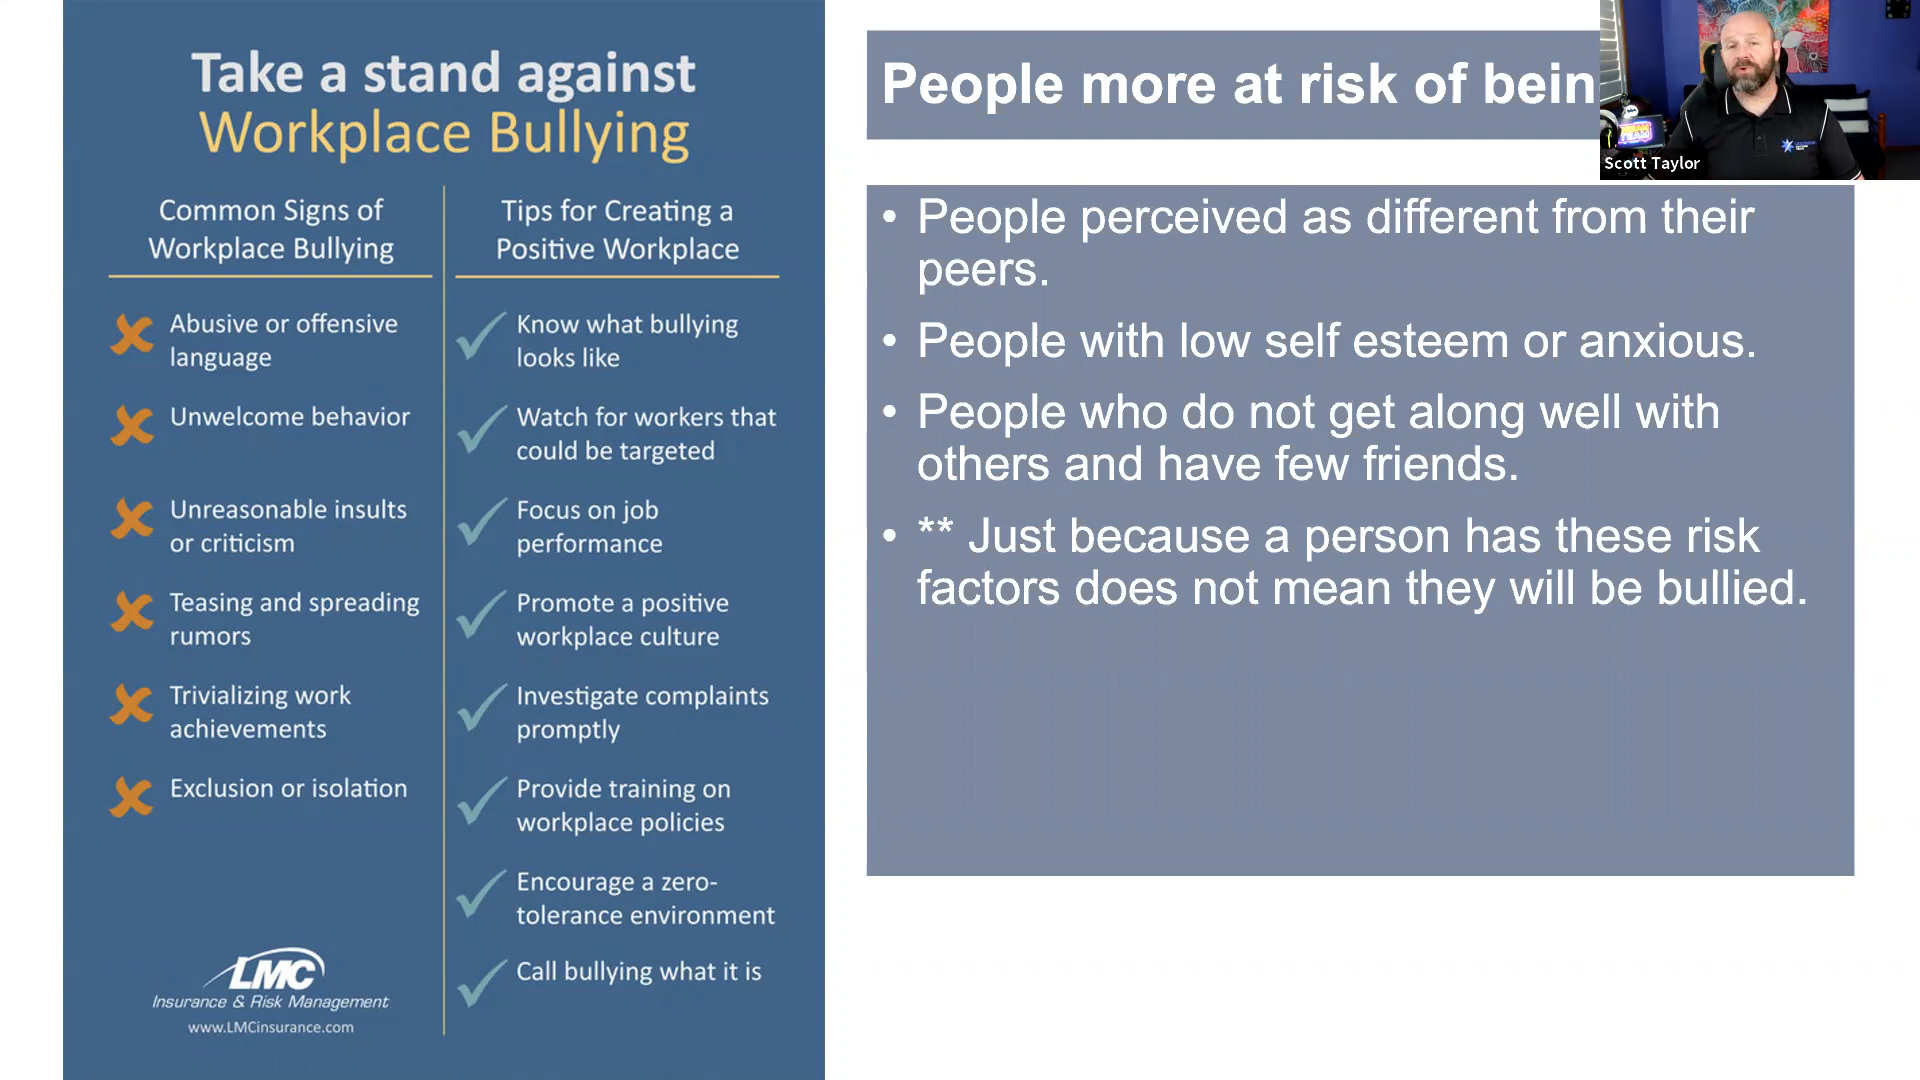 Take a stand against
Workplace Bullying
Common Signs of
Workplace Bullying
Abusive or offensive
language
Unwelcome behavior
Unreasonable insults
or criticism
Teasing and spreading
rumors
Trivializing work
achievements
Exclusion or isolation
LMC
Insurance & Risk Management
www.LMCinsurance.com
Tips for Creating a
Positive Workplace
Know what bullying
looks like
Watch for workers that
could be targeted
Focus on job
performance
Promote a positive
workplace culture
Investigate complaints
promptly
Provide training on
workplace policies
Encourage a zero-
tolerance environment
Call bullying what it is
People more at risk of bein
Scott Taylor
• People perceived as different from their
peers.
• People with low self esteem or anxious.
• People who do not get along well with
others and have few friends.
• ** Just because a person has these risk
factors does not mean they will be bullied.